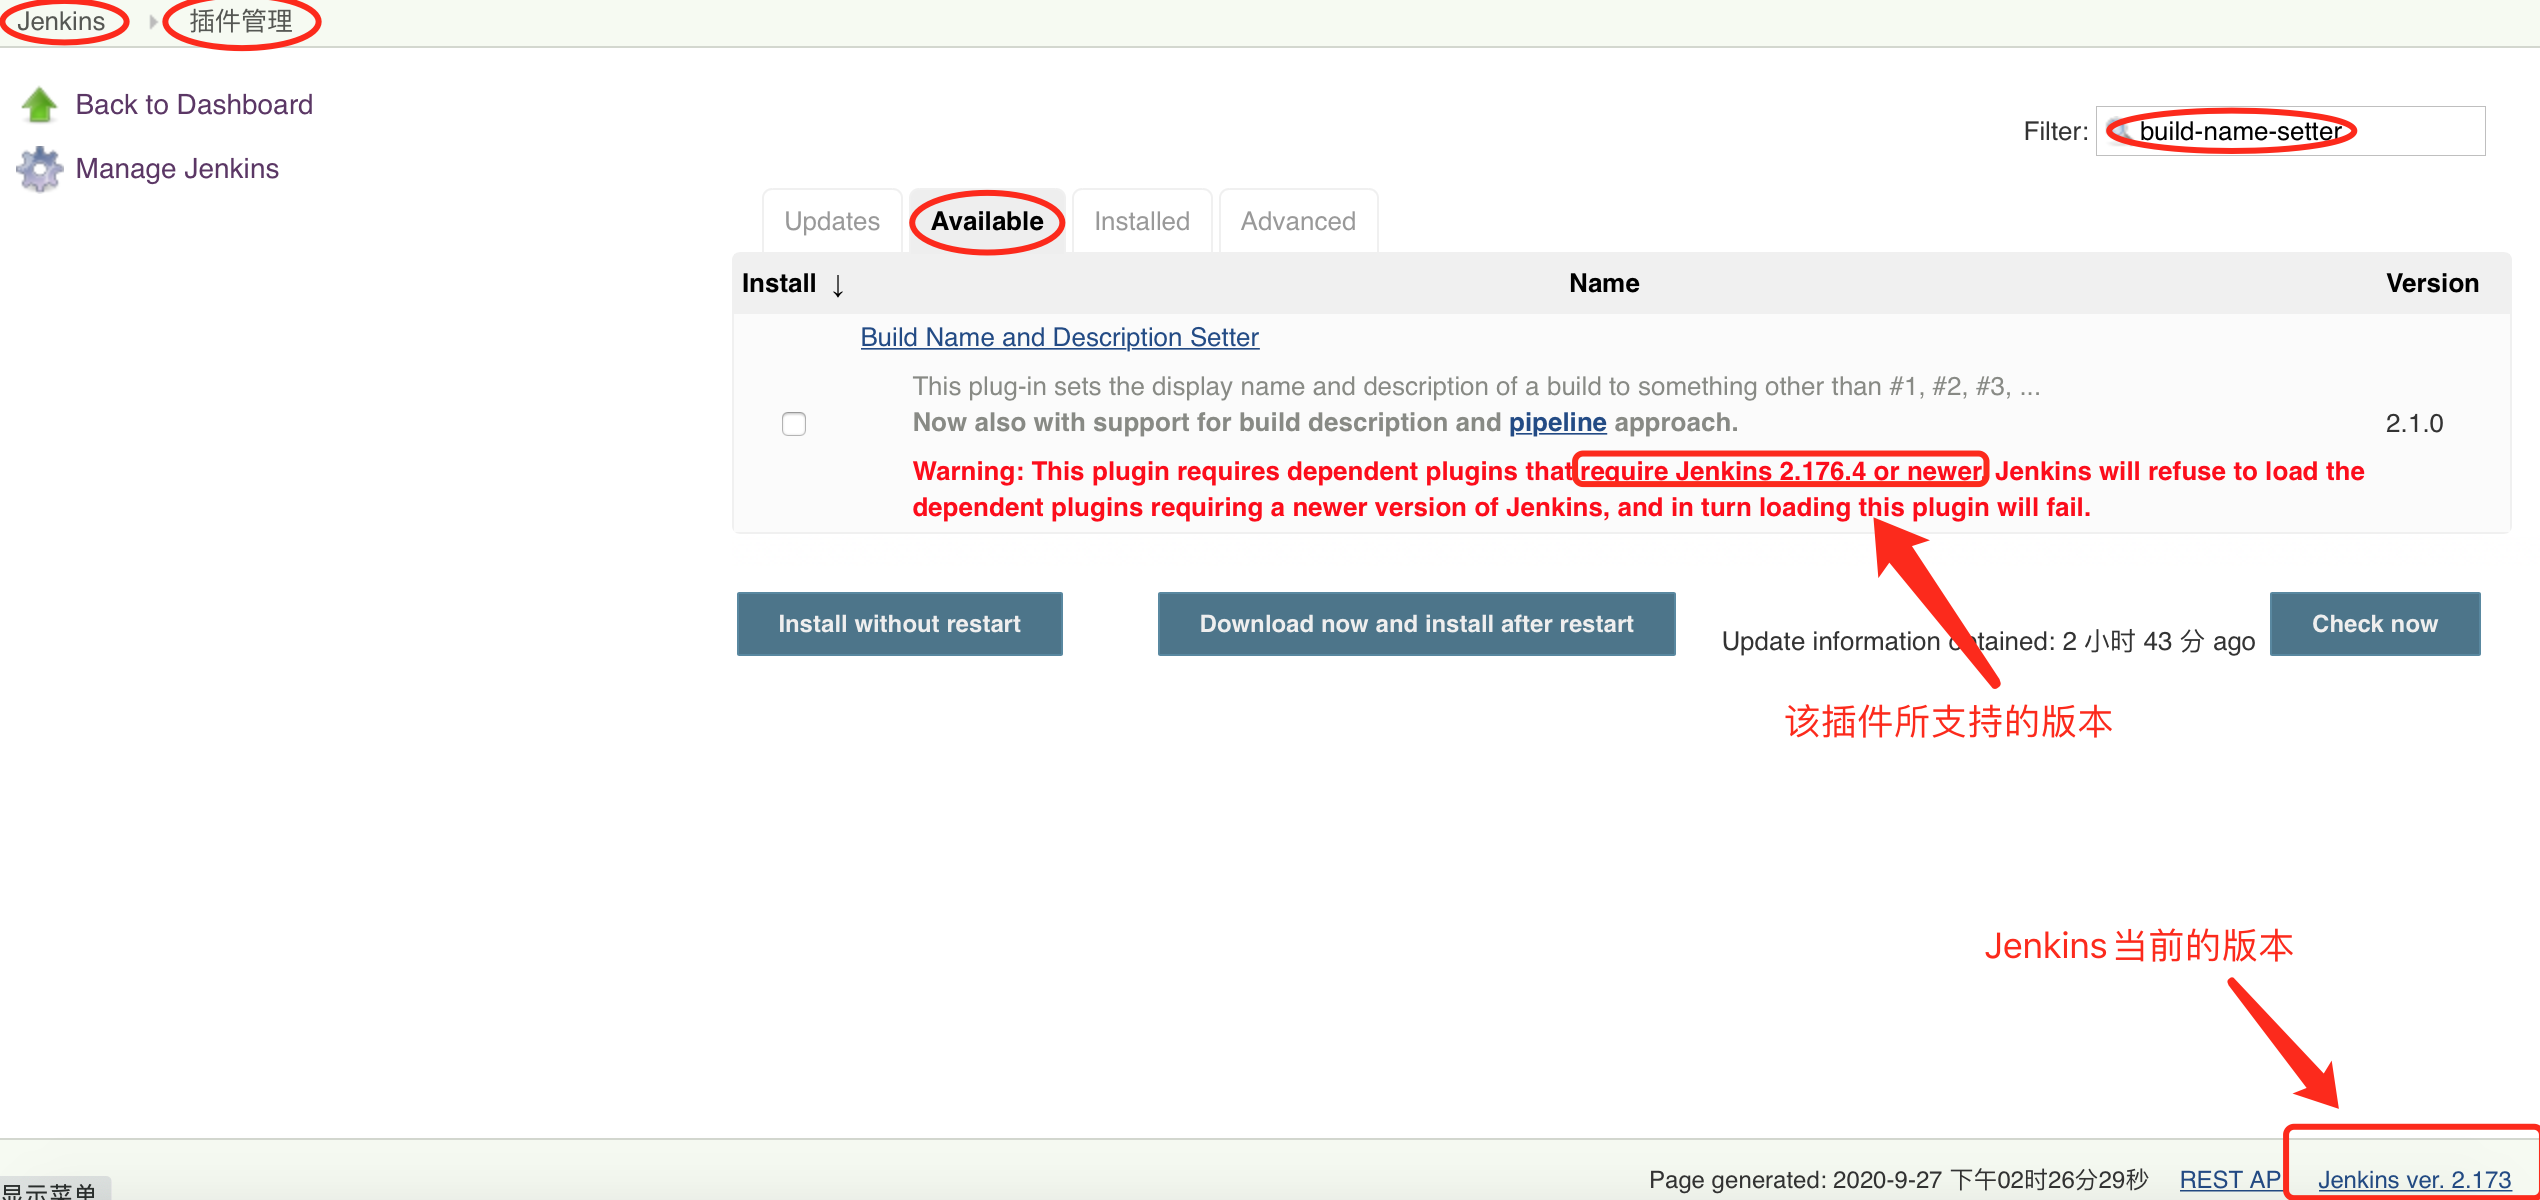 Jenkins 插件管理
Back to Dashboard
Manage Jenkins
Filter: build-name-setter
Updates Available Installed Advanced
Install ↓ Name Version
Build Name and Description Setter
This plug-in sets the display name and description of a build to something other than #1, #2, #3, ...
Now also with support for build description and pipeline approach.
2.1.0
Warning: This plugin requires dependent plugins that require Jenkins 2.176.4 or newer. Jenkins will refuse to load the
dependent plugins requiring a newer version of Jenkins, and in turn loading this plugin will fail.
Install without restart Download now and install after restart Update information obtained: 2 小时 43 分 ago Check now
该插件所支持的版本
Jenkins当前的版本
Page generated: 2020-9-27 下午02时26分29秒 REST API Jenkins ver. 2.173
显示菜单